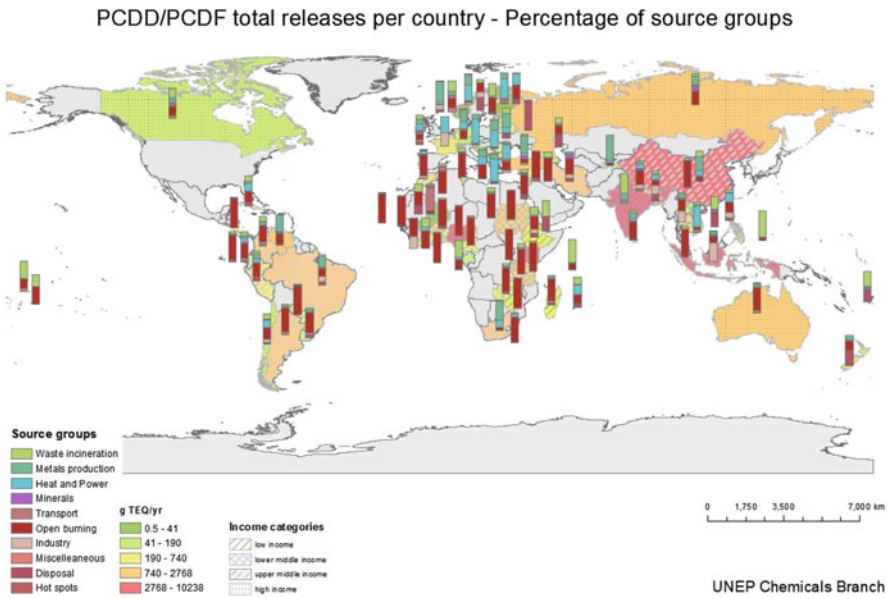 PCDD/PCDF total releases per country - Percentage of source groups
Source groups
Waste incineration
Metals production
Heat and Power
Minerals
Transport
Open burning
Industry
Miscelleaneous
Disposal
Hot spots
g TEQ/yr
0.5 - 41
41 - 190
190 - 740
740 - 2768
2768 - 10238
Income categories
low income
lower middle income
upper middle income
high income
0 1,750 3,500 7,000 km
UNEP Chemicals Branch